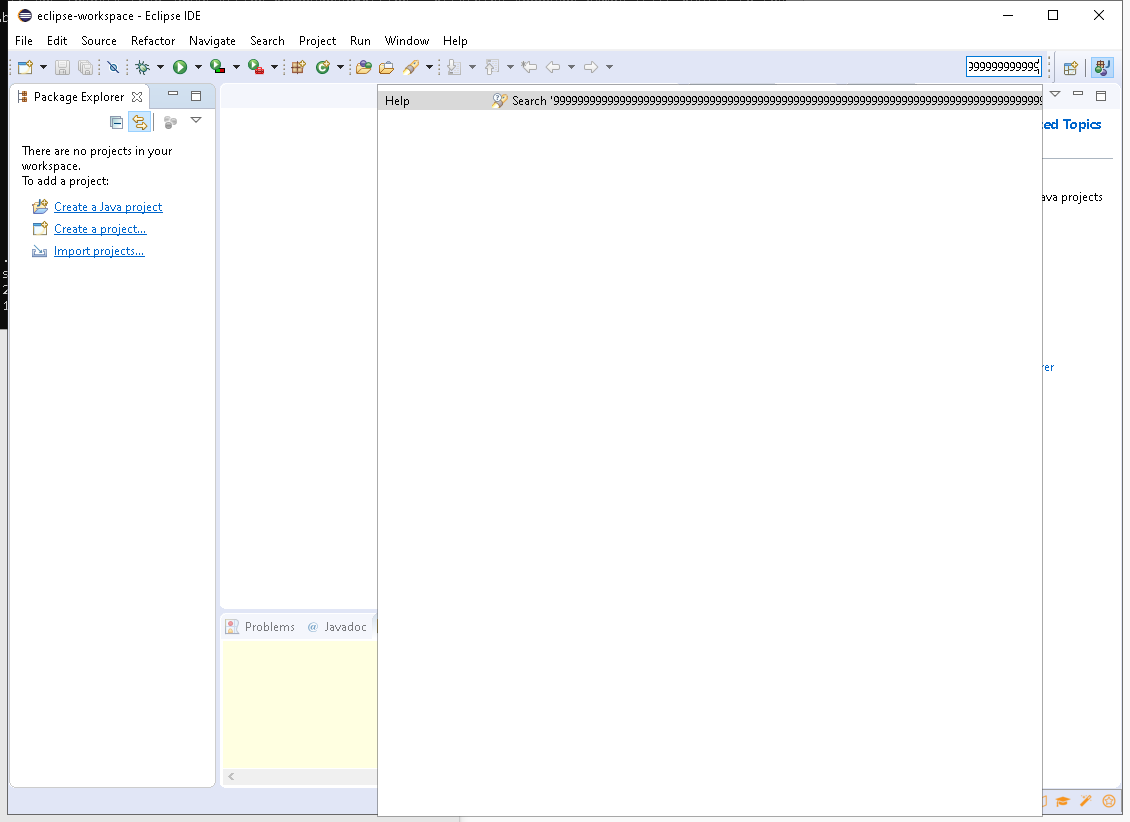 eclipse-workspace - Eclipse IDE
File Edit Source Refactor Navigate Search Project Run Window Help
999999999999
Package Explorer
Help Search '99999999999999999999999999999999999999999999999999999999999999999999999999999999
ed Topics
There are no projects in your
workspace.
To add a project:
ava projects
Create a Java project
Create a project...
Import projects...
er
Problems @ Javadoc